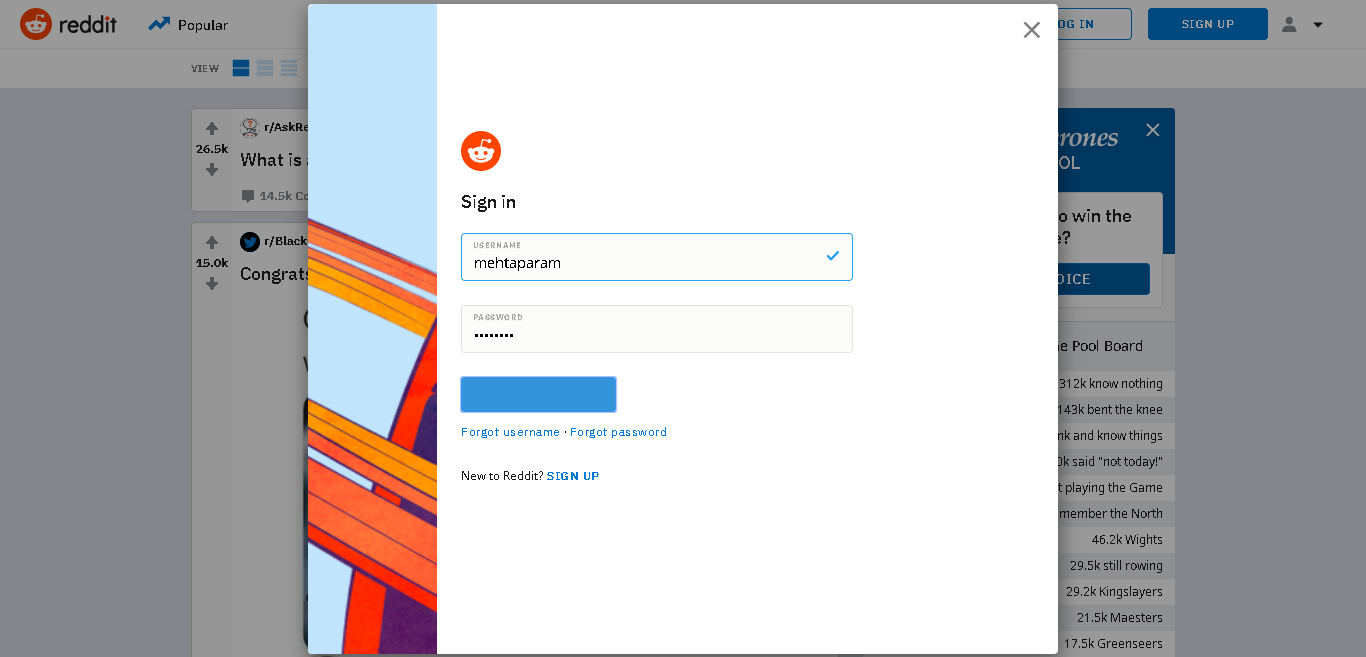 reddit
Popular
OG IN
SIGN UP
VIEW
r/AskRe
26.5k
What is
14.5k Co
r/Black
15.0k
Congrats
Sign in
USERNAME
mehtaparam
PASSWORD
••••••••
Forgot username · Forgot password
New to Reddit? SIGN UP
rones
OL
o win the
e?
OICE
e Pool Board
312k know nothing
143k bent the knee
nk and know things
0k said "not today!"
t playing the Game
member the North
46.2k Wights
29.5k still rowing
29.2k Kingslayers
21.5k Maesters
17.5k Greenseers